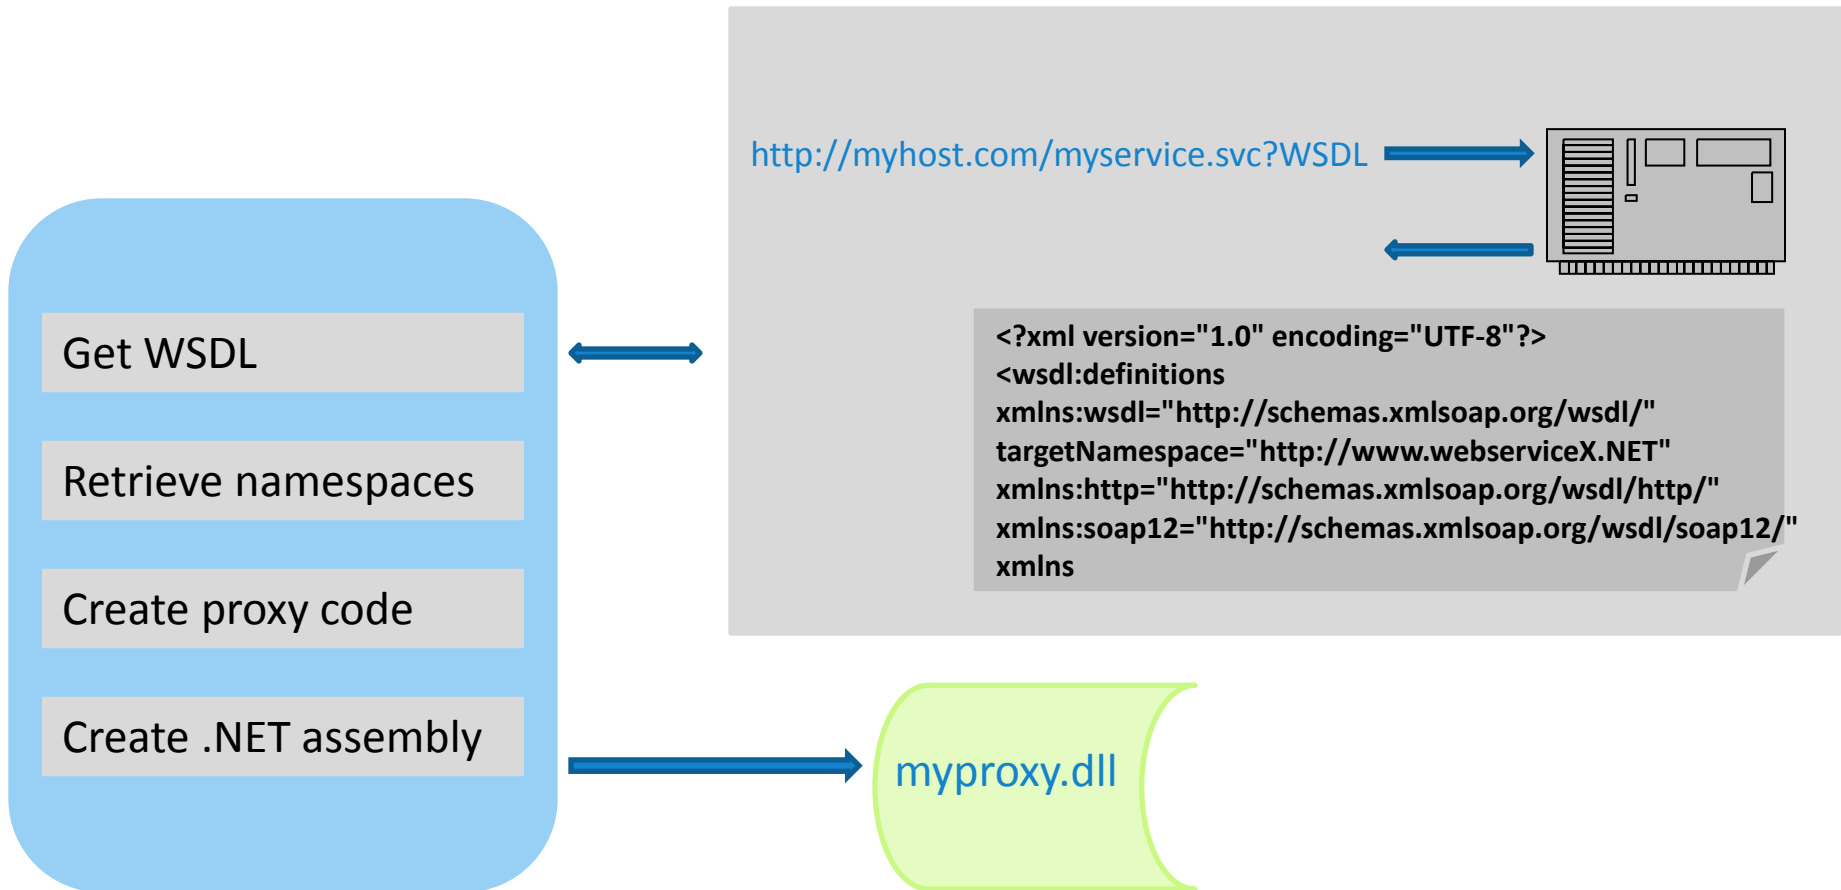 http://myhost.com/myservice.svc?WSDL
Get WSDL
Retrieve namespaces
Create proxy code
Create .NET assembly
<?xml version="1.0" encoding="UTF-8"?>
<wsdl:definitions
xmlns:wsdl="http://schemas.xmlsoap.org/wsdl/"
targetNamespace="http://www.webserviceX.NET"
xmlns:http="http://schemas.xmlsoap.org/wsdl/http/"
xmlns:soap12="http://schemas.xmlsoap.org/wsdl/soap12/"
xmlns
myproxy.dll